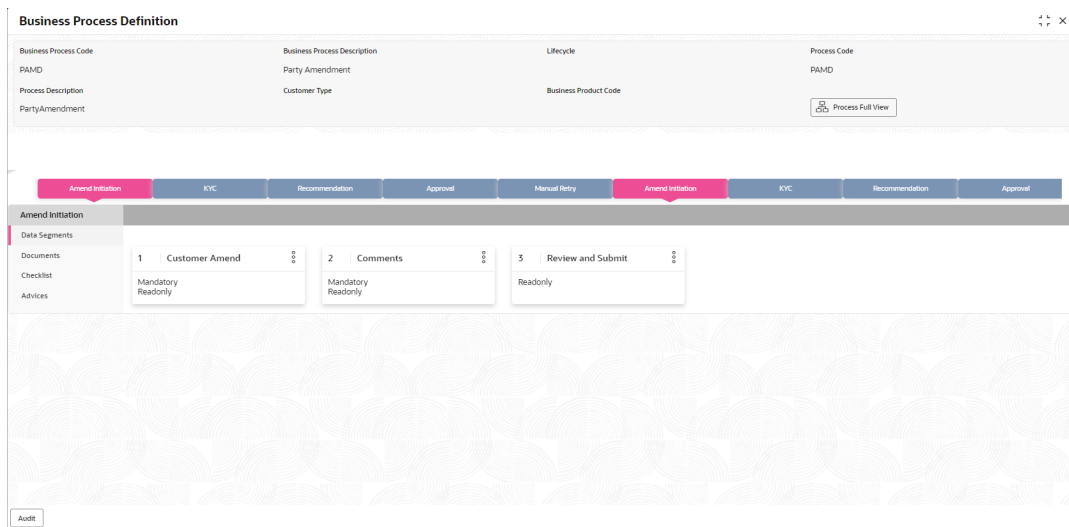 Business Process Definition
Business Process Code
Business Process Description
Lifecycle
Process Code
PAMD
Party Amendment
PAMD
Process Description
Customer Type
Business Product Code
PartyAmendment
Process Full View
Amend Initiation
KYC
Recommendation
Approval
Manual Retry
Amend Initiation
KYC
Recommendation
Approval
Amend Initiation
Data Segments
Documents
Checklist
Advices
1 Customer Amend
Mandatory
Readonly
2 Comments
Mandatory
Readonly
3 Review and Submit
Readonly
Audit